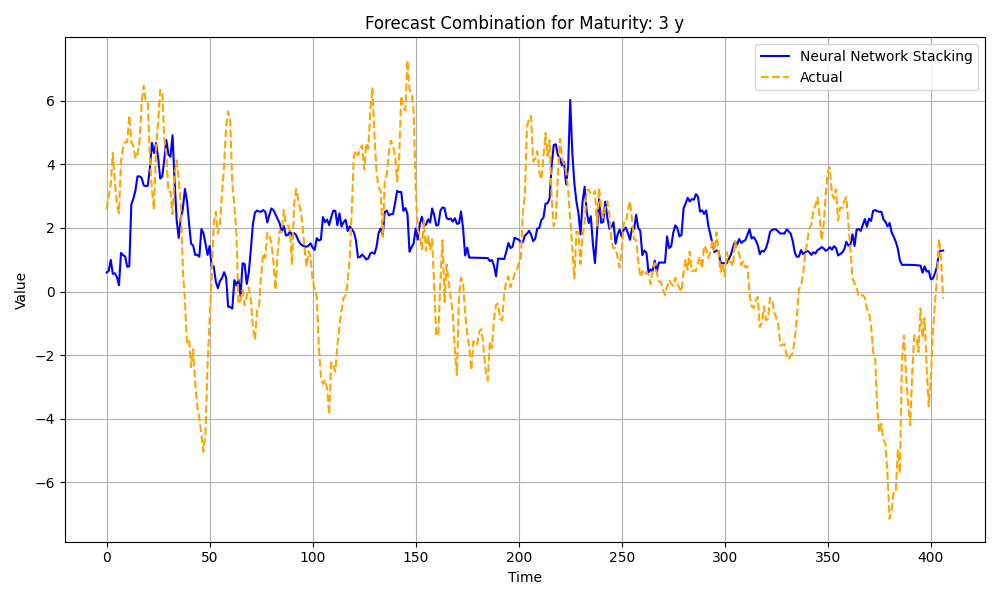 Forecast Combination for Maturity: 3 y
Neural Network Stacking
Actual
Value
6
4
2
0
−2
−4
−6
0 50 100 150 200 250 300 350 400
Time